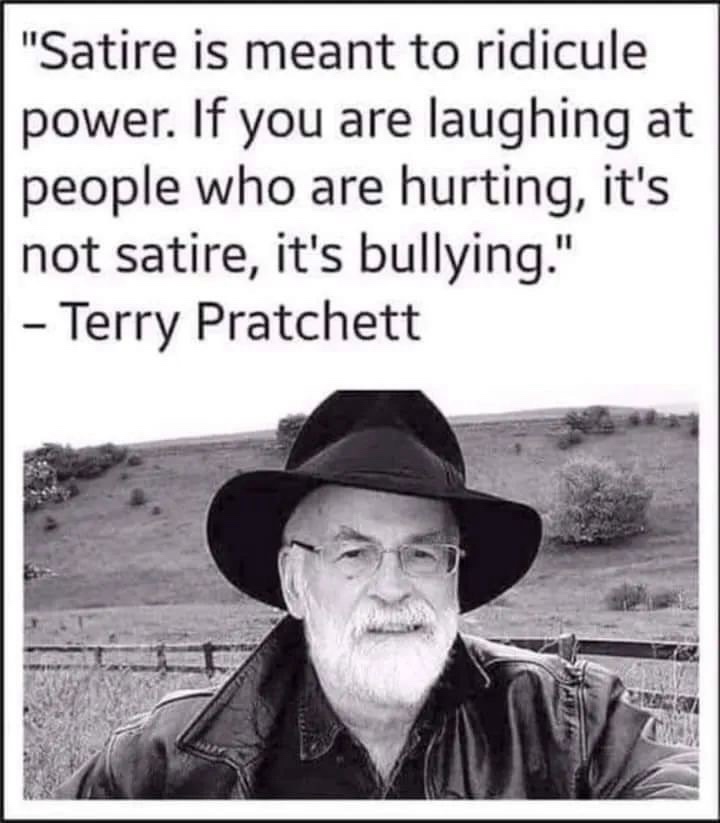 "Satire is meant to ridicule
power. If you are laughing at
people who are hurting, it's
not satire, it's bullying."
– Terry Pratchett